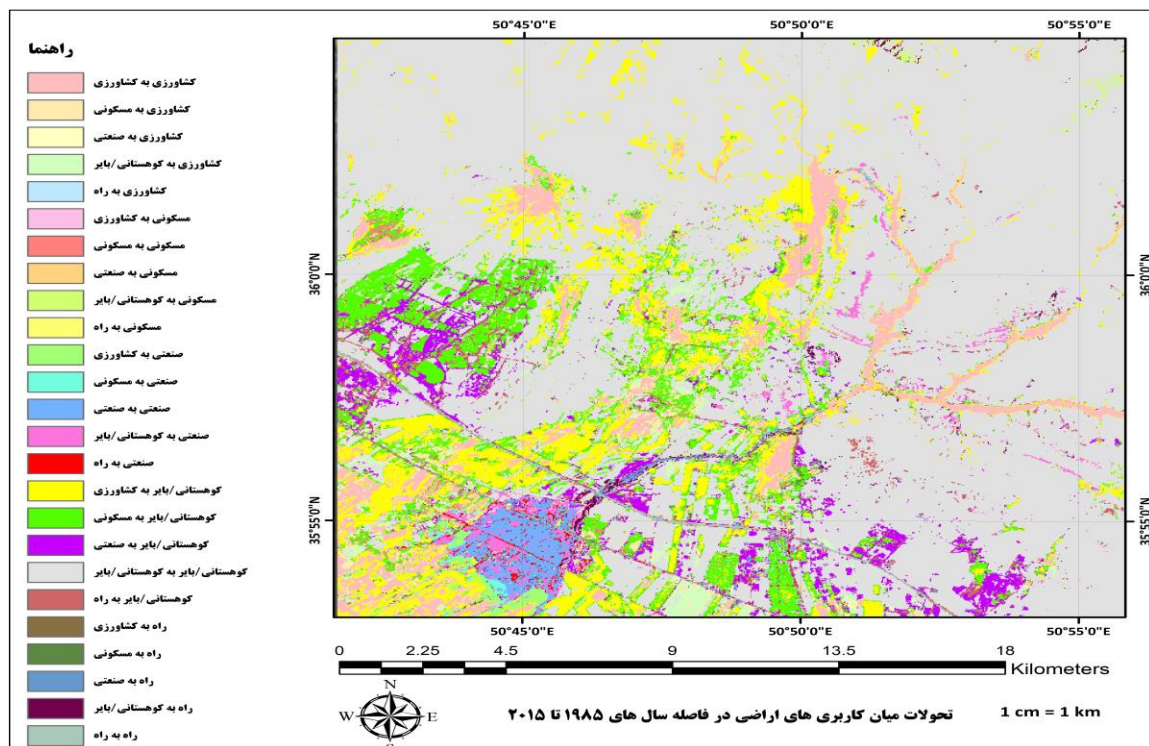 راهنما
کشاورزی به کشاورزی
کشاورزی به مسکونی
کشاورزی به صنعتی
کشاورزی به کوهستانی/بایر
کشاورزی به راه
مسکونی به کشاورزی
مسکونی به مسکونی
مسکونی به صنعتی
مسکونی به کوهستانی/بایر
مسکونی به راه
صنعتی به کشاورزی
صنعتی به مسکونی
صنعتی به صنعتی
صنعتی به کوهستانی/بایر
صنعتی به راه
کوهستانی/بایر به کشاورزی
کوهستانی/بایر به مسکونی
کوهستانی/بایر به صنعتی
کوهستانی/بایر به کوهستانی/بایر
کوهستانی/بایر به راه
راه به کشاورزی
راه به مسکونی
راه به صنعتی
راه به کوهستانی/بایر
راه به راه
50°45'0"E 50°50'0"E 50°55'0"E
36°0'0"N 36°0'0"N
35°55'0"N 35°55'0"N
50°45'0"E 50°50'0"E 50°55'0"E
0 2.25 4.5 9 13.5 18
Kilometers
N
W E
S
تحولات میان کاربری های اراضی در فاصله سال های ۱۹۸۵ تا ۲۰۱۵
1 cm = 1 km